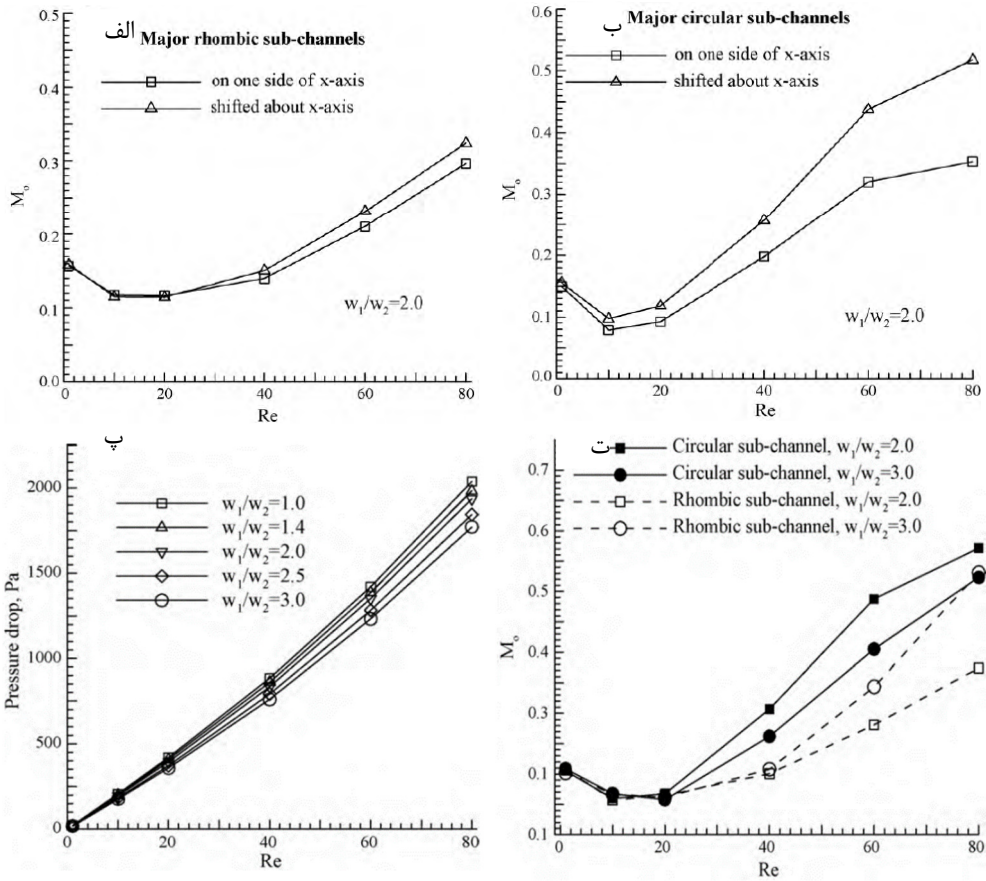 الف
Major rhombic sub-channels
on one side of x-axis
shifted about x-axis
0.5
0.4
0.3
0.2
0.1
0.0
M_o
w_1/w_2=2.0
0 20 40 60 80
Re
ب
Major circular sub-channels
on one side of x-axis
shifted about x-axis
0.6
0.5
0.4
0.3
0.2
0.1
0.0
M_o
w_1/w_2=2.0
0 20 40 60 80
Re
پ
w_1/w_2=1.0
w_1/w_2=1.4
w_1/w_2=2.0
w_1/w_2=2.5
w_1/w_2=3.0
2000
1500
1000
500
0
Pressure drop, Pa
0 20 40 60 80
Re
ت
Circular sub-channel, w_1/w_2=2.0
Circular sub-channel, w_1/w_2=3.0
Rhombic sub-channel, w_1/w_2=2.0
Rhombic sub-channel, w_1/w_2=3.0
0.7
0.6
0.5
0.3
0.1
0.1
M_o
0 20 40 60 80
Re